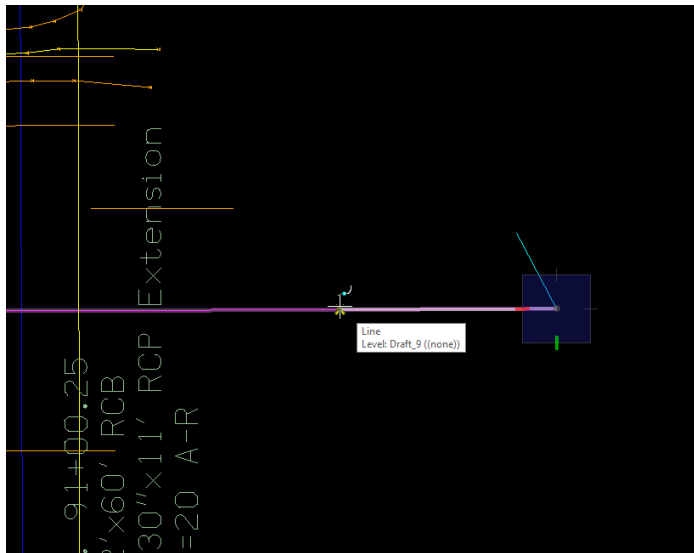 Line
Level: Draft_9 ((none))
91+00.25
'x60' RCB
30"x11' RCP Extension
=20 A-R